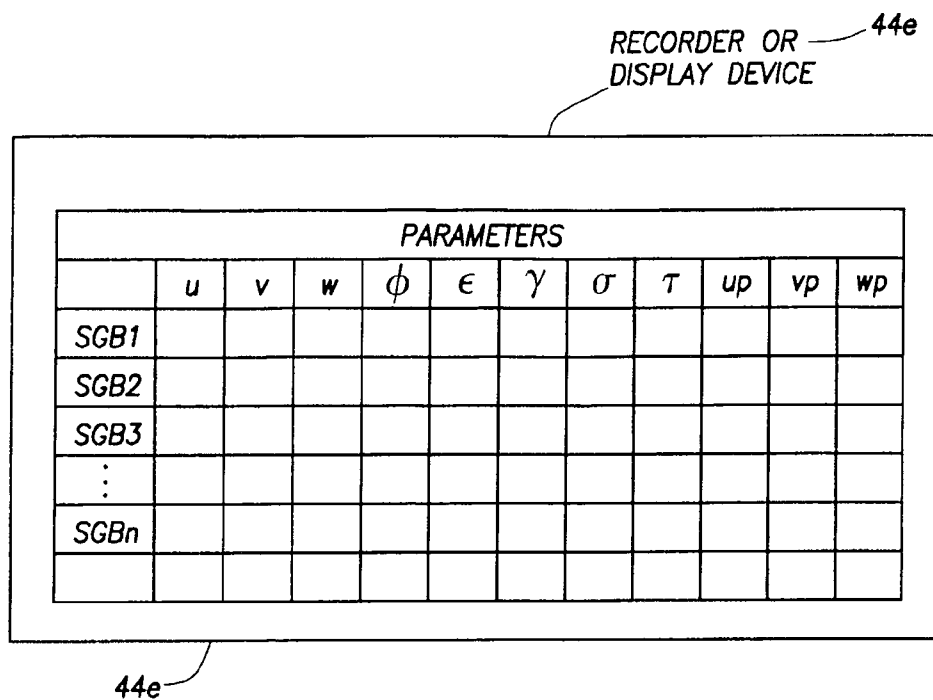 44e
RECORDER OR
DISPLAY DEVICE
PARAMETERS
u v w ϕ ϵ γ σ τ up vp wp
SGB1
SGB2
SGB3
⋮
SGBn
44e